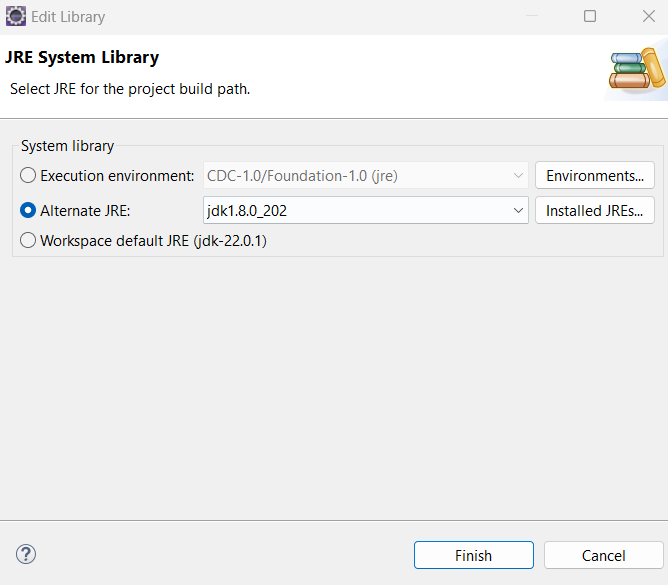 Edit Library
JRE System Library
Select JRE for the project build path.
System library
Execution environment: CDC-1.0/Foundation-1.0 (jre) Environments...
Alternate JRE: jdk1.8.0_202 Installed JREs...
Workspace default JRE (jdk-22.0.1)
? Finish Cancel